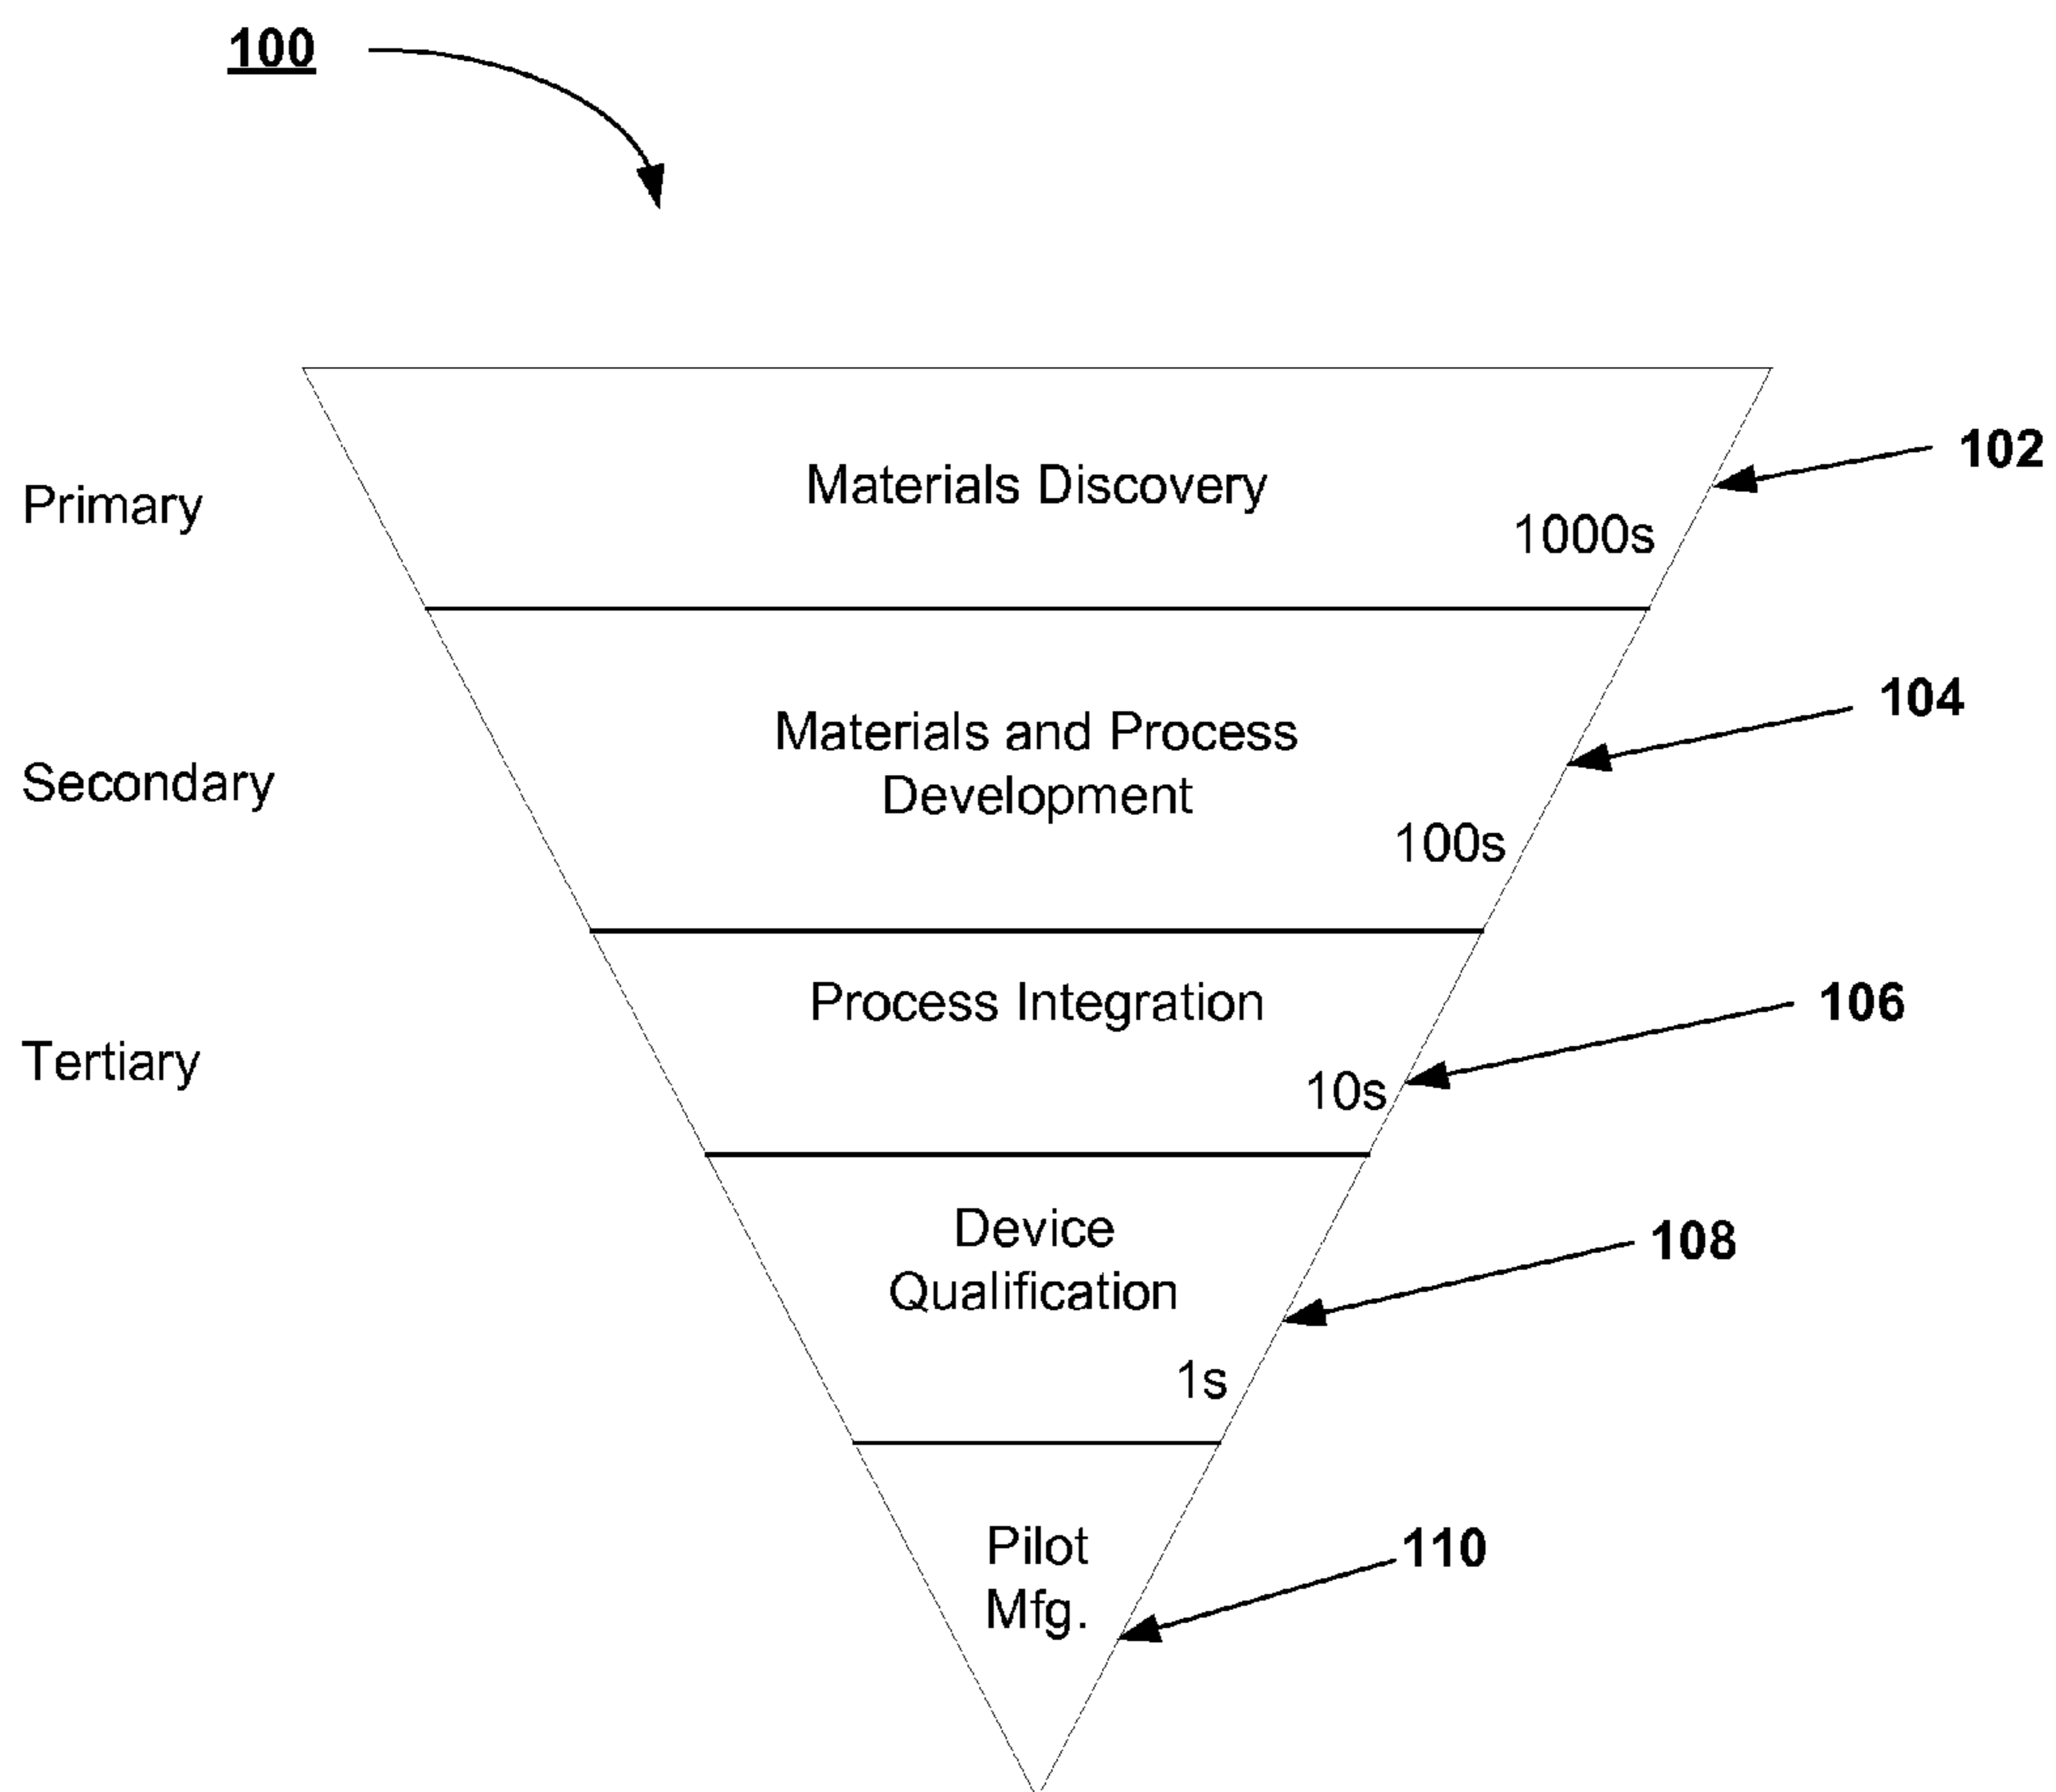 100
Materials Discovery
102
Primary
1000s
Materials and Process
Development
104
Secondary
100s
Process Integration
106
Tertiary
10s
Device
Qualification
108
1s
Pilot
Mfg.
110